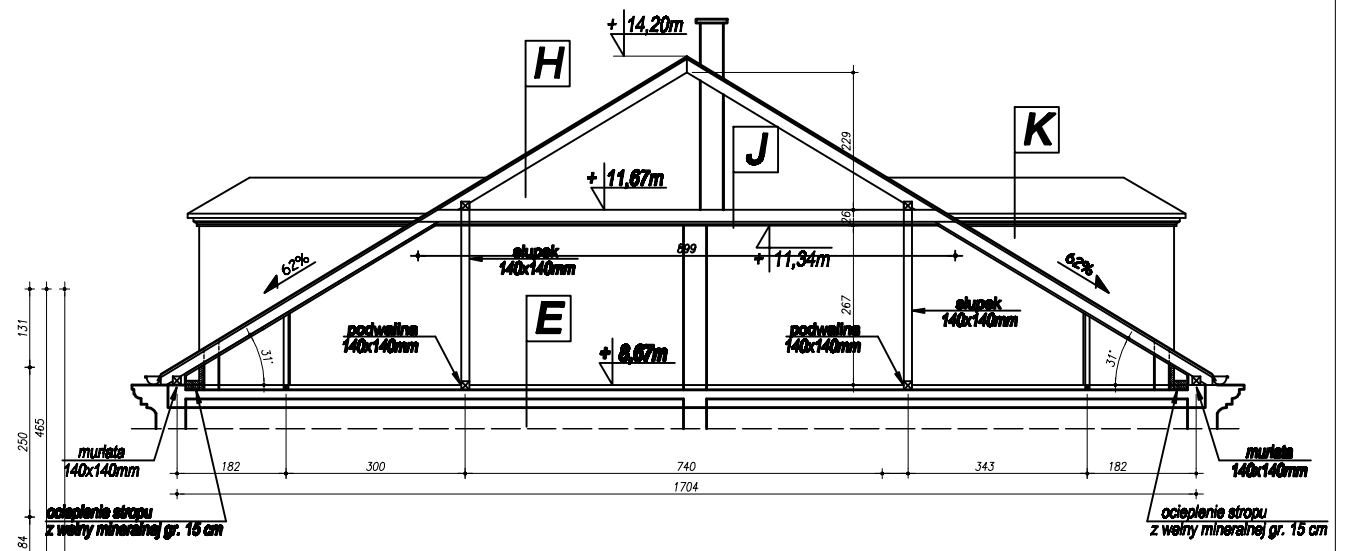 + 14,20m
H
K
J
229
+ 11,67m
26
899
słupek
140x140mm
+ 11,34m
62%
62%
267
E
słupek
140x140mm
131
podwalina
140x140mm
podwalina
140x140mm
31°
+ 8,67m
31°
465
250
murłata
140x140mm
182
300
740
343
182
murłata
140x140mm
1704
ocieplenie stropu
z wełny mineralnej gr. 15 cm
ocieplenie stropu
z wełny mineralnej gr. 15 cm
84